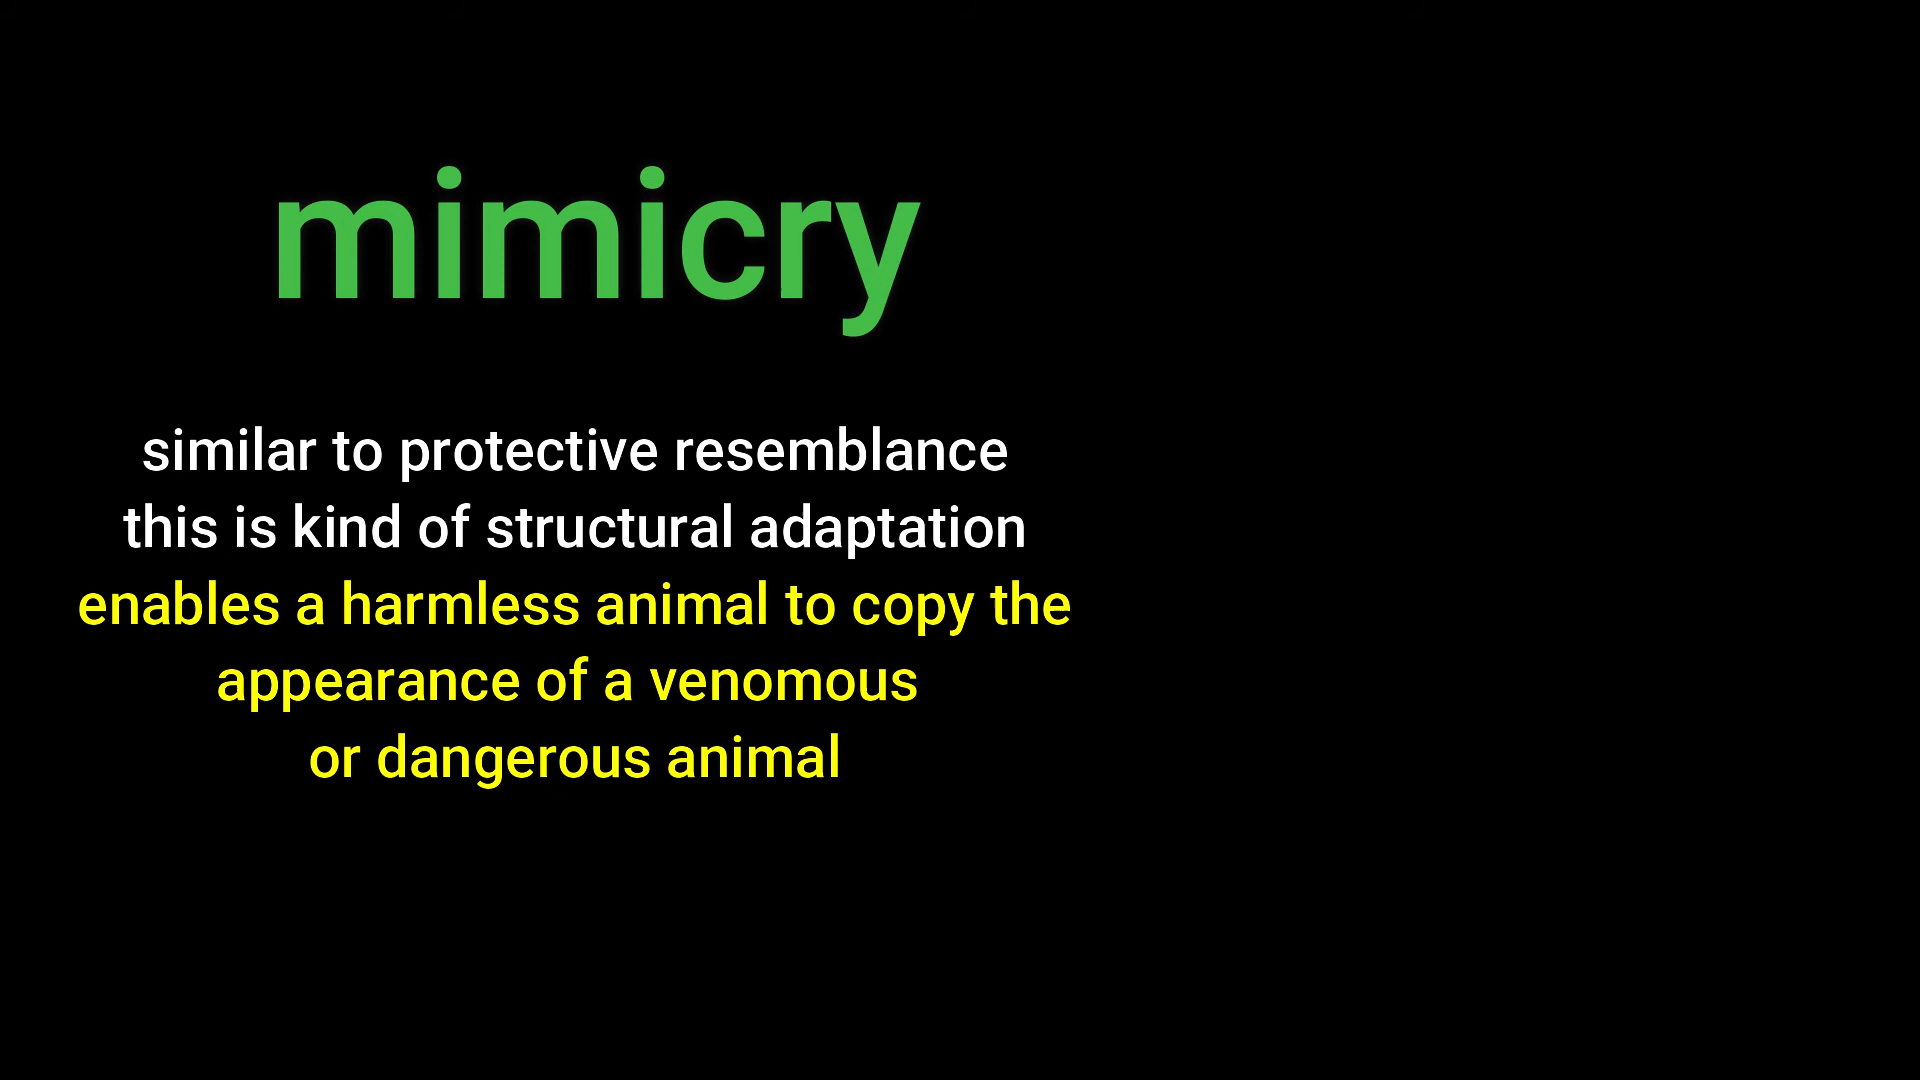 mimicry
similar to protective resemblance
this is kind of structural adaptation
enables a harmless animal to copy the
appearance of a venomous
or dangerous animal